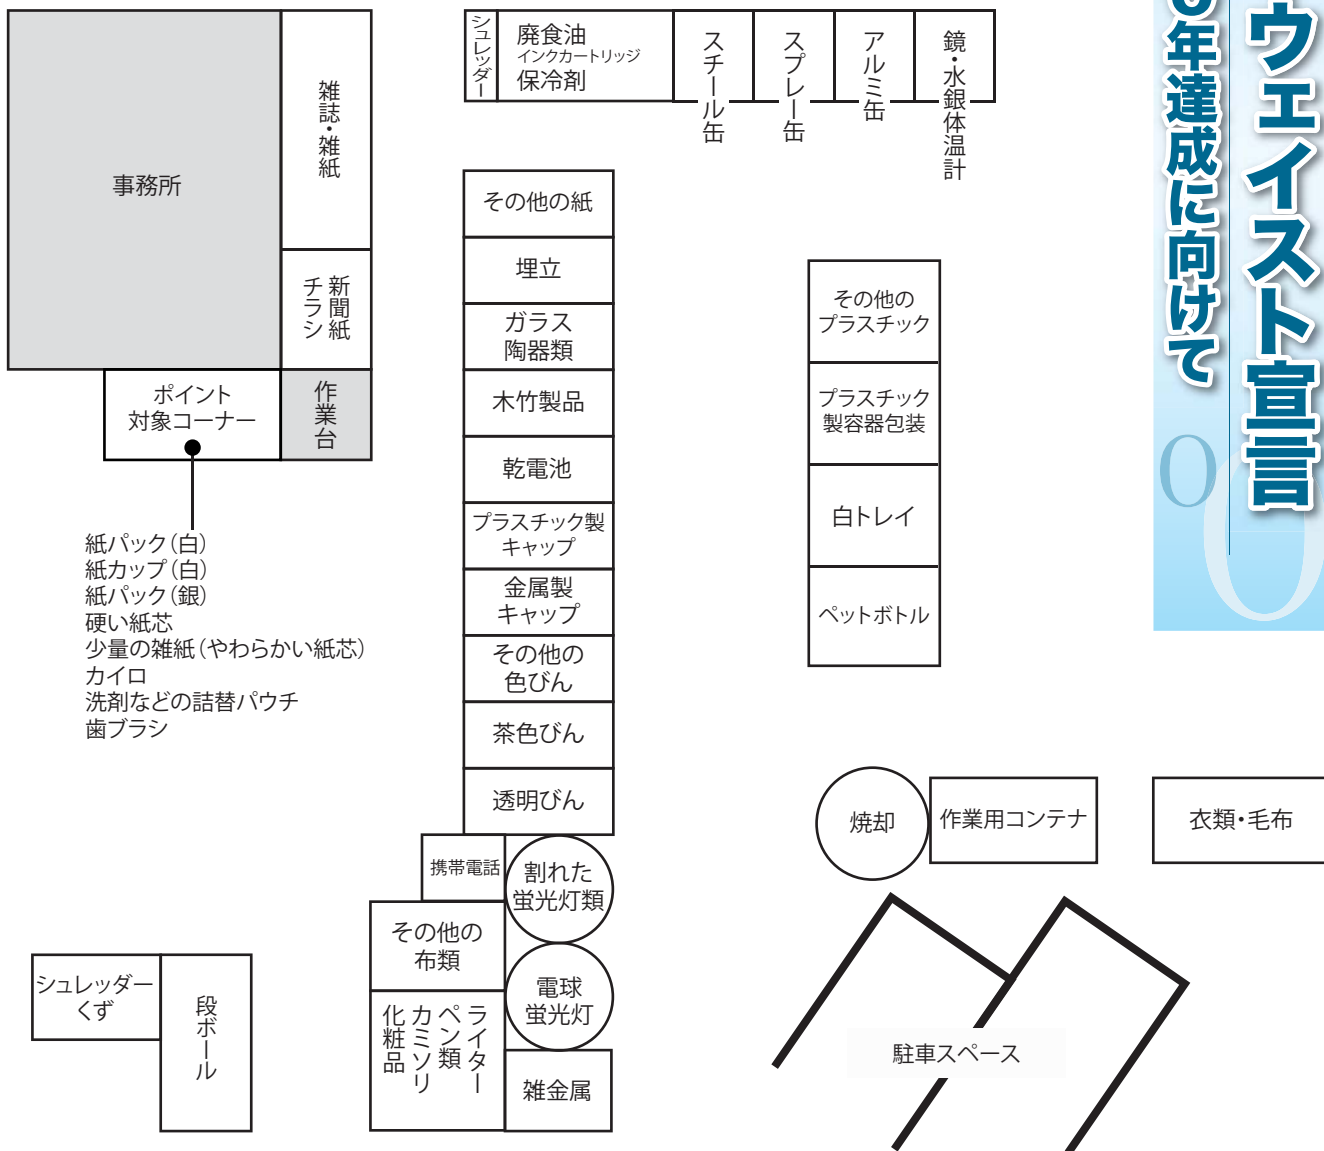 事務所
雑誌・雑紙
新聞紙
チラシ
ポイント
対象コーナー
作業台
紙パック（白）
紙カップ（白）
紙パック（銀）
硬い紙芯
少量の雑紙（やわらかい紙芯）
カイロ
洗剤などの詰替パウチ
歯ブラシ
シュレッダー
廃食油
インクカートリッジ
保冷剤
スチール缶
スプレー缶
アルミ缶
鏡・水銀体温計
その他の紙
埋立
ガラス
陶器類
木竹製品
乾電池
プラスチック製
キャップ
金属製
キャップ
その他の
色びん
茶色びん
透明びん
携帯電話
割れた
蛍光灯類
その他の
布類
電球
蛍光灯
ライター
ペン類
カミソリ
化粧品
雑金属
シュレッダー
くず
段ボール
その他の
プラスチック
プラスチック
製容器包装
白トレイ
ペットボトル
焼却
作業用コンテナ
衣類・毛布
駐車スペース
ウェイスト宣言
年達成に向けて
0
0